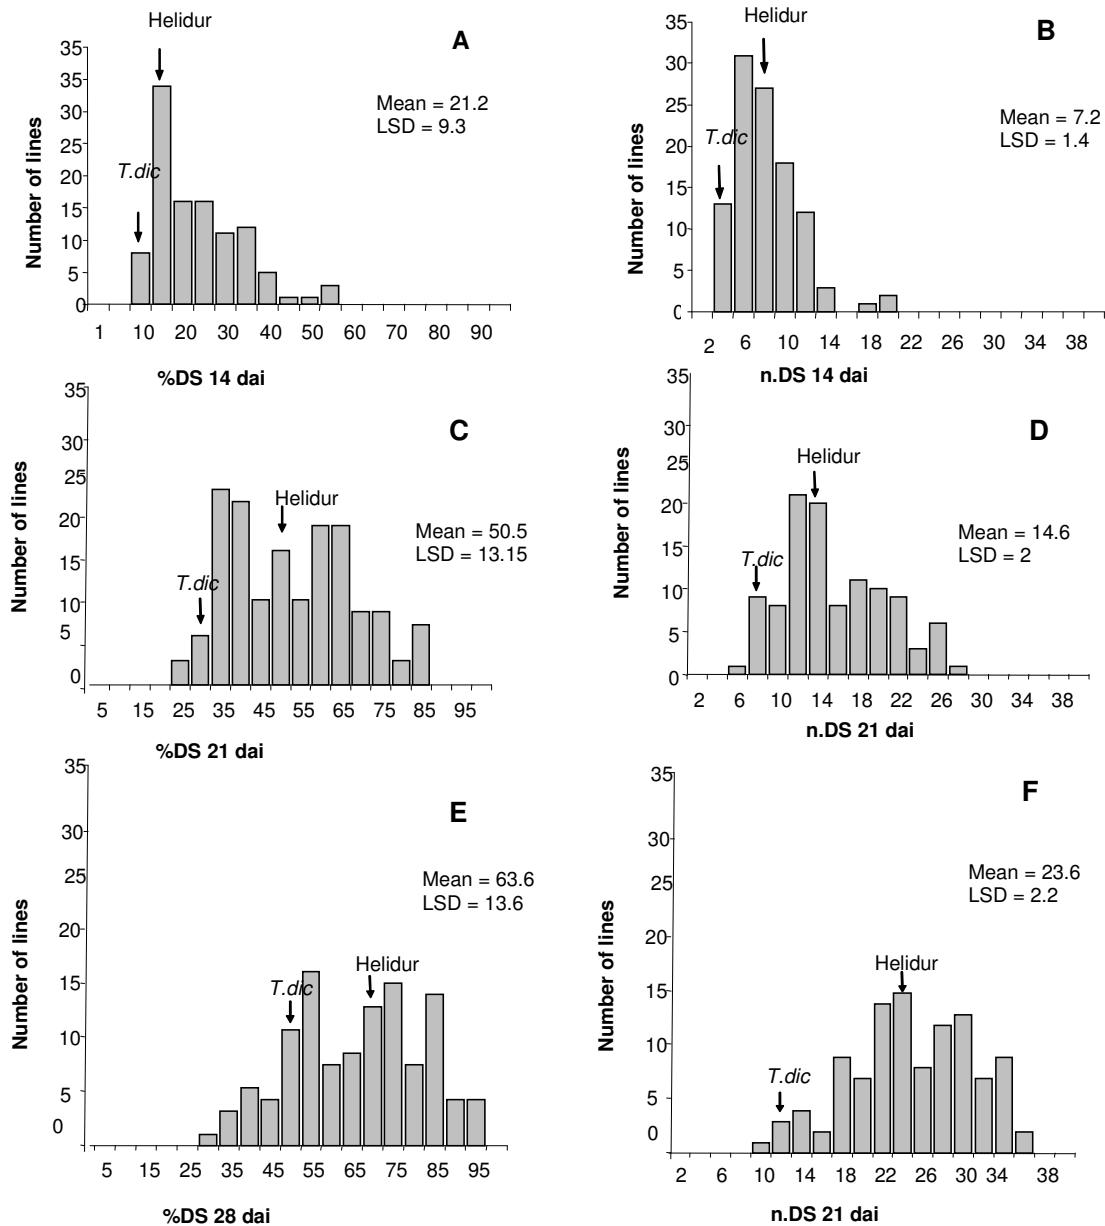 Helidur
A
Mean = 21.2
LSD = 9.3
T.dic
Number of lines
35
35
30
25
20
15
10
5
0
1 10 20 30 40 50 60 70 80 90
%DS 14 dai
Helidur
B
Mean = 7.2
LSD = 1.4
T.dic
Number of lines
35
30
25
20
15
10
5
2 6 10 14 18 22 26 30 34 38
n.DS 14 dai
C
Helidur
Mean = 50.5
LSD = 13.15
T.dic
Number of lines
35
30
25
20
15
10
5
0
5 15 25 35 45 55 65 75 85 95
%DS 21 dai
D
Helidur
Mean = 14.6
LSD = 2
T.dic
Number of lines
35
30
25
20
15
10
5
0
2 6 10 14 18 22 26 30 34 38
n.DS 21 dai
E
Mean = 63.6
LSD = 13.6
Helidur
T.dic
Number of lines
35
30
25
20
15
10
5
0
5 15 25 35 45 55 65 75 85 95
%DS 28 dai
F
Mean = 23.6
LSD = 2.2
Helidur
T.dic
Number of lines
35
30
25
20
15
10
5
0
2 6 10 14 18 22 26 30 34 38
n.DS 21 dai